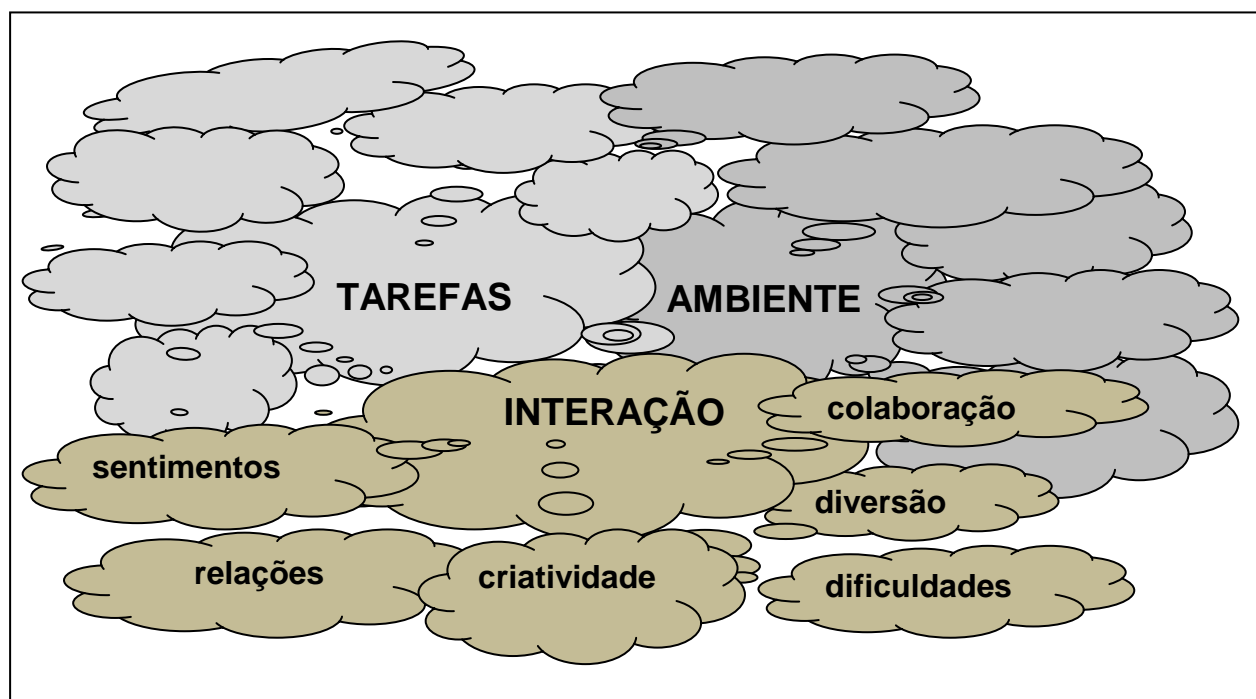 TAREFAS
AMBIENTE
INTERAÇÃO
colaboração
sentimentos
diversão
relações
criatividade
dificuldades